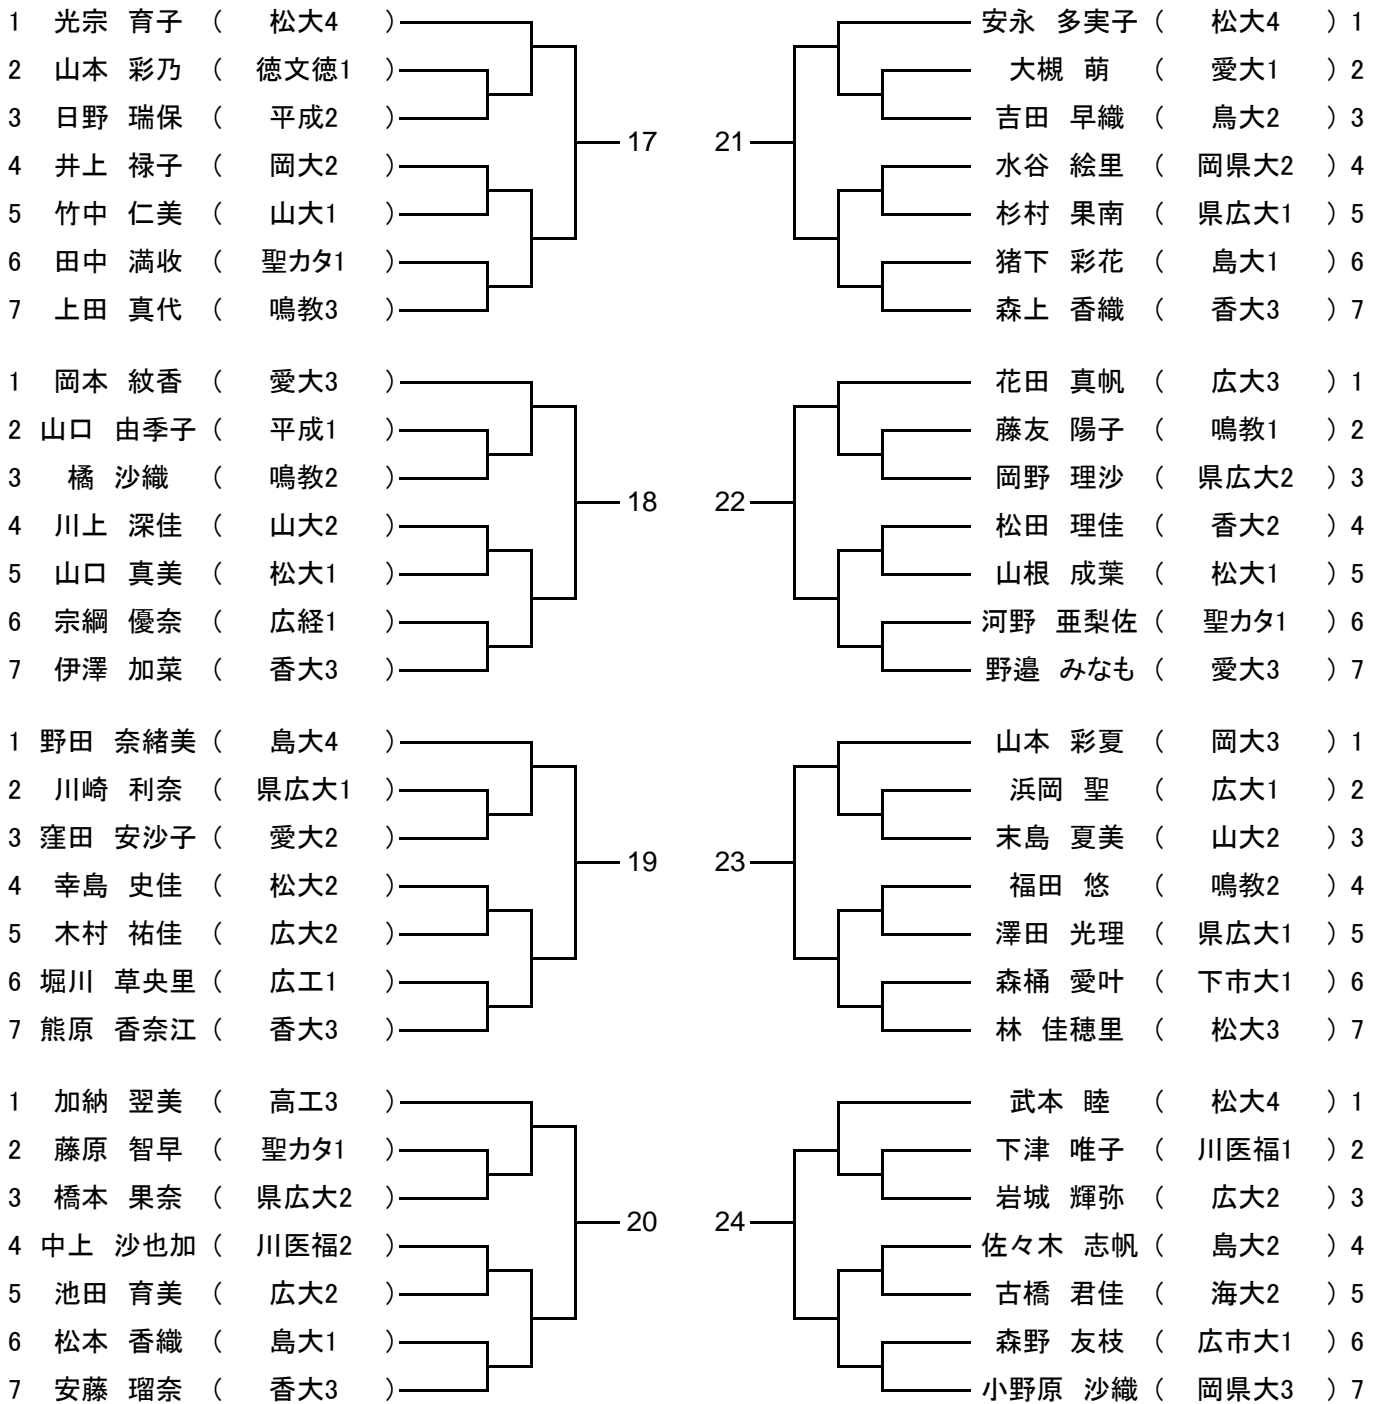 1 光宗 育子 ( 松大4 )
2 山本 彩乃 ( 徳文徳1 )
3 日野 瑞保 ( 平成2 )
4 井上 禄子 ( 岡大2 )
5 竹中 仁美 ( 山大1 )
6 田中 満収 ( 聖カタ1 )
7 上田 真代 ( 鳴教3 )
17
1 岡本 紋香 ( 愛大3 )
2 山口 由季子 ( 平成1 )
3 橘 沙織 ( 鳴教2 )
4 川上 深佳 ( 山大2 )
5 山口 真美 ( 松大1 )
6 宗綱 優奈 ( 広経1 )
7 伊澤 加菜 ( 香大3 )
18
1 野田 奈緒美 ( 島大4 )
2 川崎 利奈 ( 県広大1 )
3 窪田 安沙子 ( 愛大2 )
4 幸島 史佳 ( 松大2 )
5 木村 祐佳 ( 広大2 )
6 堀川 草央里 ( 広工1 )
7 熊原 香奈江 ( 香大3 )
19
1 加納 翌美 ( 高工3 )
2 藤原 智早 ( 聖カタ1 )
3 橋本 果奈 ( 県広大2 )
4 中上 沙也加 ( 川医福2 )
5 池田 育美 ( 広大2 )
6 松本 香織 ( 島大1 )
7 安藤 瑠奈 ( 香大3 )
20
安永 多実子 ( 松大4 ) 1
大槻 萌 ( 愛大1 ) 2
吉田 早織 ( 鳥大2 ) 3
水谷 絵里 ( 岡県大2 ) 4
杉村 果南 ( 県広大1 ) 5
猪下 彩花 ( 島大1 ) 6
森上 香織 ( 香大3 ) 7
21
花田 真帆 ( 広大3 ) 1
藤友 陽子 ( 鳴教1 ) 2
岡野 理沙 ( 県広大2 ) 3
松田 理佳 ( 香大2 ) 4
山根 成葉 ( 松大1 ) 5
河野 亜梨佐 ( 聖カタ1 ) 6
野邉 みなも ( 愛大3 ) 7
22
山本 彩夏 ( 岡大3 ) 1
浜岡 聖 ( 広大1 ) 2
末島 夏美 ( 山大2 ) 3
福田 悠 ( 鳴教2 ) 4
澤田 光理 ( 県広大1 ) 5
森桶 愛叶 ( 下市大1 ) 6
林 佳穂里 ( 松大3 ) 7
23
武本 睦 ( 松大4 ) 1
下津 唯子 ( 川医福1 ) 2
岩城 輝弥 ( 広大2 ) 3
佐々木 志帆 ( 島大2 ) 4
古橋 君佳 ( 海大2 ) 5
森野 友枝 ( 広市大1 ) 6
小野原 沙織 ( 岡県大3 ) 7
24